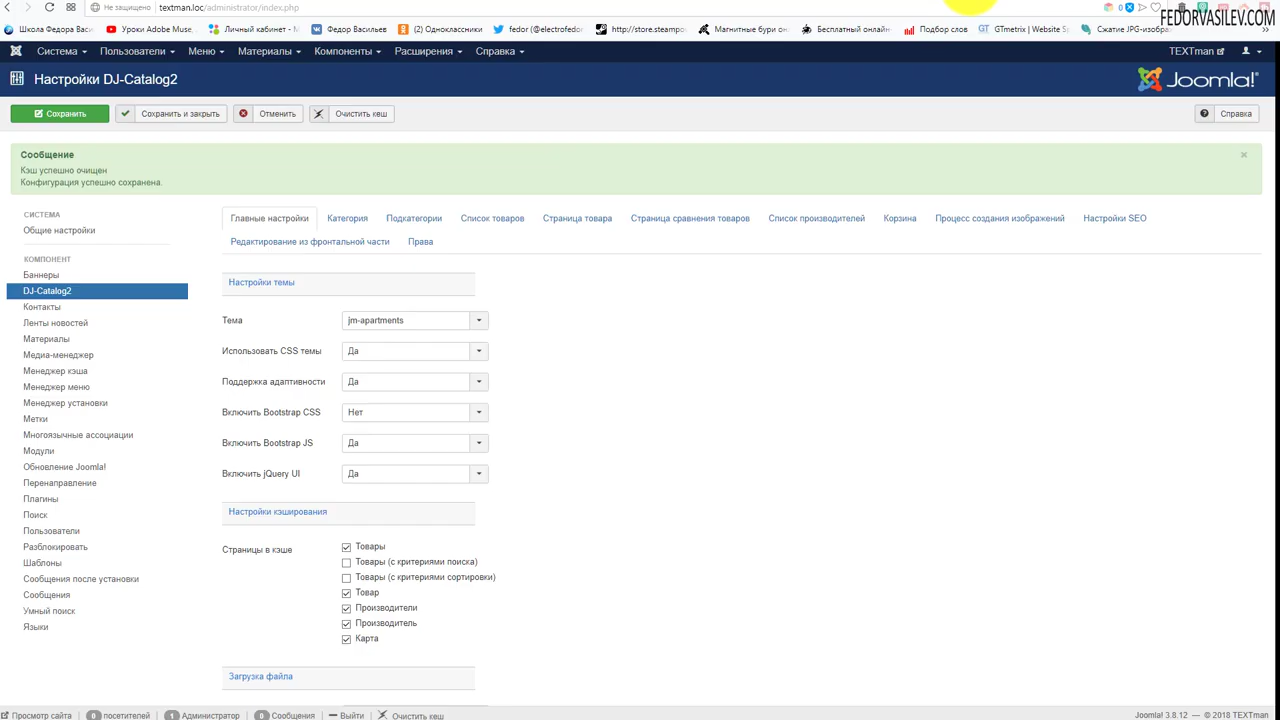 Не защищено textman.loc/administrator/index.php
0
FEDORVASILEV.COM
Школа Федора Васи. Уроки Adobe Muse, Личный кабинет - М Федор Васильев (2) Одноклассники fedor (@electrofedo http://store.steampo Магнитные бури он Бесплатный онлайн- Подбор слов GTmetrix | Website S Сжатие JPG-изобра
Система Пользователи Меню Материалы Компоненты Расширения Справка TEXTman
Настройки DJ-Catalog2 Joomla!
Сохранить Сохранить и закрыть Отменить Очистить кеш Справка
Сообщение ×
Кэш успешно очищен
Конфигурация успешно сохранена.
СИСТЕМА
Общие настройки
КОМПОНЕНТ
Баннеры
DJ-Catalog2
Контакты
Ленты новостей
Материалы
Медиа-менеджер
Менеджер кэша
Менеджер меню
Менеджер установки
Метки
Многоязычные ассоциации
Модули
Обновление Joomla!
Перенаправление
Плагины
Поиск
Пользователи
Разблокировать
Шаблоны
Сообщения после установки
Сообщения
Умный поиск
Языки
Главные настройки Категория Подкатегории Список товаров Страница товара Страница сравнения товаров Список производителей Корзина Процесс создания изображений Настройки SEO
Редактирование из фронтальной части Права
Настройки темы
Тема jm-apartments
Использовать CSS темы Да
Поддержка адаптивности Да
Включить Bootstrap CSS Нет
Включить Bootstrap JS Да
Включить jQuery UI Да
Настройки кэширования
Страницы в кэше Товары
Товары (с критериями поиска)
Товары (с критериями сортировки)
Товар
Производители
Производитель
Карта
Загрузка файла
Просмотр сайта 0 посетителей 1 Администратор 0 Сообщения Выйти Очистить кеш Joomla! 3.8.12 — © 2018 TEXTman